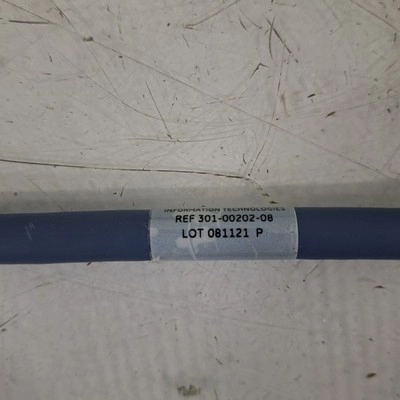 INFORMATION TECHNOLOGIES
REF 301-00202-08
LOT 081121 P